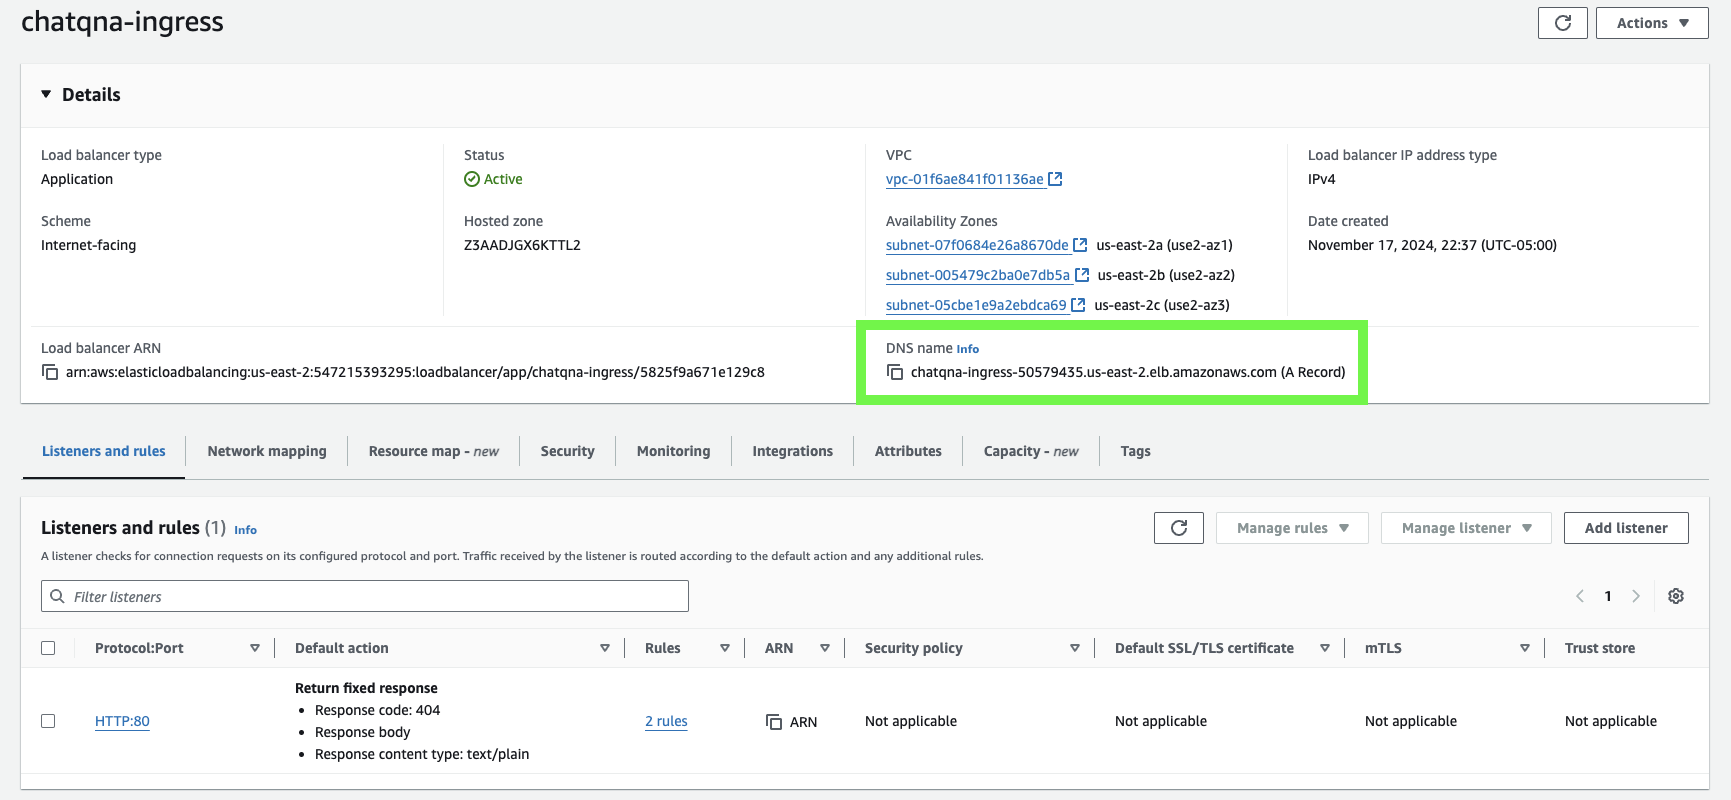 chatqna-ingress
Actions
Details
Load balancer type
Application
Status
Active
VPC
vpc-01f6ae841f01136ae
Load balancer IP address type
IPv4
Scheme
Internet-facing
Hosted zone
Z3AADJGX6KTTL2
Availability Zones
subnet-07f0684e26a8670de us-east-2a (use2-az1)
subnet-005479c2ba0e7db5a us-east-2b (use2-az2)
subnet-05cbe1e9a2ebdca69 us-east-2c (use2-az3)
Date created
November 17, 2024, 22:37 (UTC-05:00)
Load balancer ARN
arn:aws:elasticloadbalancing:us-east-2:547215393295:loadbalancer/app/chatqna-ingress/5825f9a671e129c8
DNS name Info
chatqna-ingress-50579435.us-east-2.elb.amazonaws.com (A Record)
Listeners and rules
Network mapping
Resource map - new
Security
Monitoring
Integrations
Attributes
Capacity - new
Tags
Listeners and rules (1) Info
Manage rules
Manage listener
Add listener
A listener checks for connection requests on its configured protocol and port. Traffic received by the listener is routed according to the default action and any additional rules.
Filter listeners
1
Protocol:Port
Default action
Rules
ARN
Security policy
Default SSL/TLS certificate
mTLS
Trust store
HTTP:80
Return fixed response
• Response code: 404
• Response body
• Response content type: text/plain
2 rules
ARN
Not applicable
Not applicable
Not applicable
Not applicable